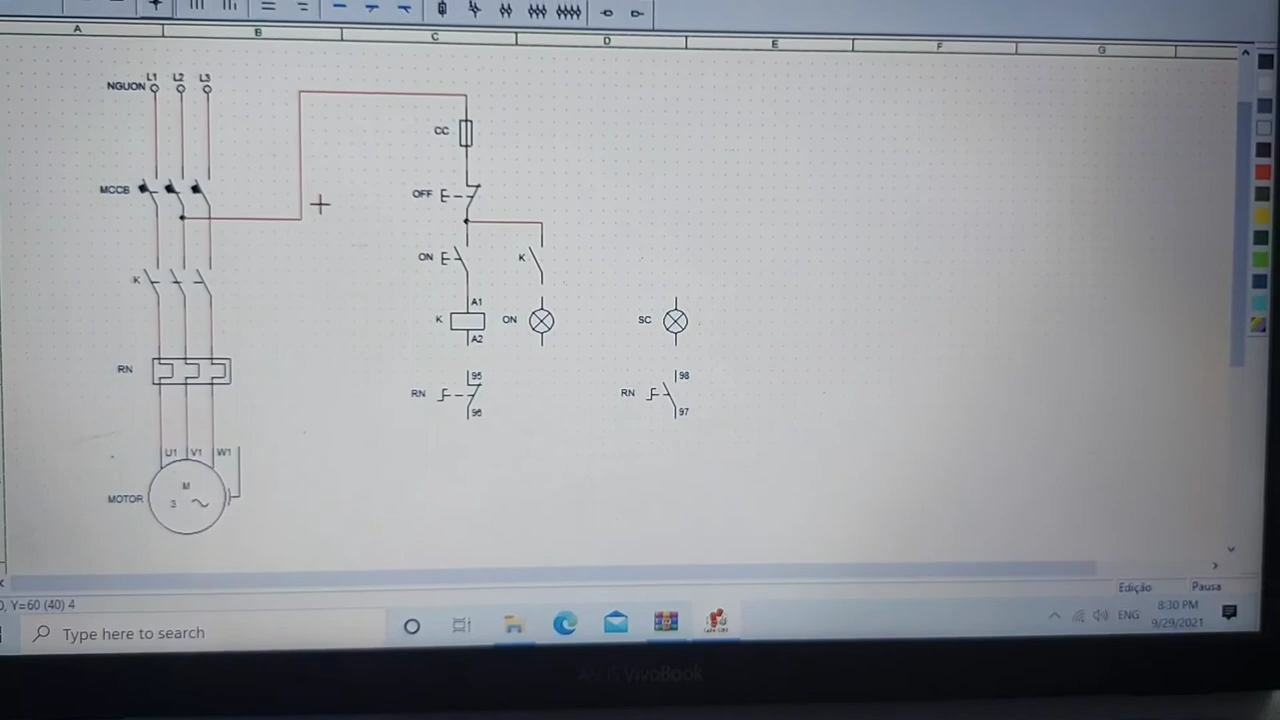 A B C D E F G
L1 L2 L3
NGUON
CC
MCCB
OFF
ON K
K
A1
K ON SC
A2
RN
95 98
RN RN
96 97
U1 V1 W1
M
MOTOR
3
Edição Pausa
Y=60 (40) 4
Type here to search
ENG
8:30 PM
9/29/2021
ASUS VivoBook